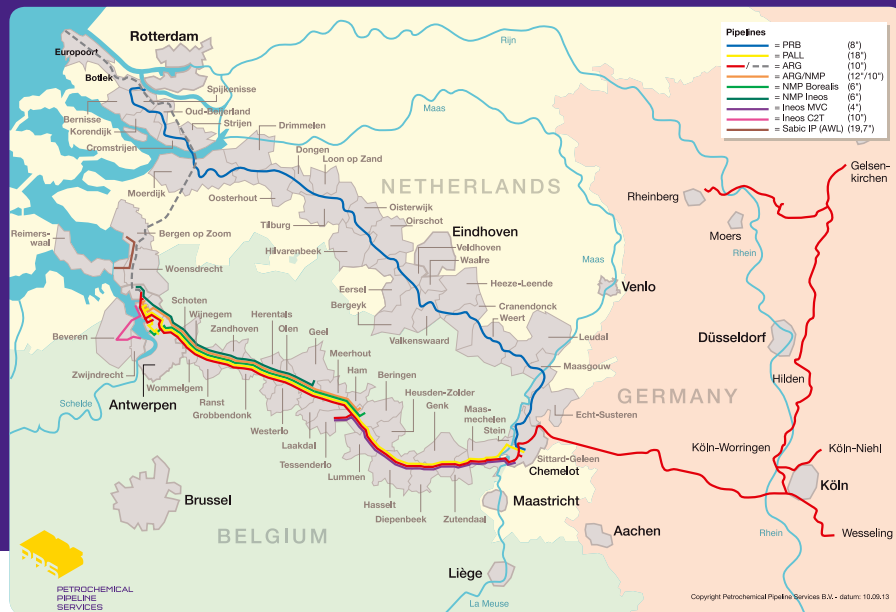 Rotterdam
Europoort
Botlek
Rijn
Spijkenisse
Bernisse
Oud-Beijerland
Korendijk
Strijen
Cromstrijen
Drimmelen
Maas
Dongen
Loon op Zand
Moerdijk
Oosterhout
NETHERLANDS
Oisterwijk
Oirschot
Tilburg
Eindhoven
Reimers-
waal
Bergen op Zoom
Hilvarenbeek
Veldhoven
Waalre
Maas
Woensdrecht
Eersel
Heeze-Leende
Venlo
Bergeyk
Cranendonck
Weert
Schoten
Wijnegem
Herentals
Zandhoven
Olen
Geel
Valkenswaard
Leudal
Beveren
Meerhout
Ham
Maasgouw
Zwijndrecht
Wommelgem
Beringen
Antwerpen
Schelde
Ranst
Grobbendonk
Heusden-Zolder
Genk
Maas-
mechelen
Stein
Echt-Susteren
Westerlo
Laakdal
Tessenderlo
Lummen
Sittard-Geleen
Chemelot
Hasselt
Diepenbeek
Zutendaal
Maastricht
Brussel
BELGIUM
Aachen
Liège
La Meuse
Pipelines
= PRB (8")
= PALL (18")
/ = ARG (10")
= ARG/NMP (12"/10")
= NMP Borealis (6")
= NMP Ineos (6")
= Ineos MVC (4")
= Ineos C2T (10")
= Sabic IP (AWL) (19,7")
Gelsen-
kirchen
Rheinberg
Moers
Rhein
Düsseldorf
Hilden
GERMANY
Köln-Worringen
Köln-Niehl
Köln
Rhein
Wesseling
PPS
PETROCHEMICAL
PIPELINE
SERVICES
Copyright Petrochemical Pipeline Services B.V. - datum: 10.09.13